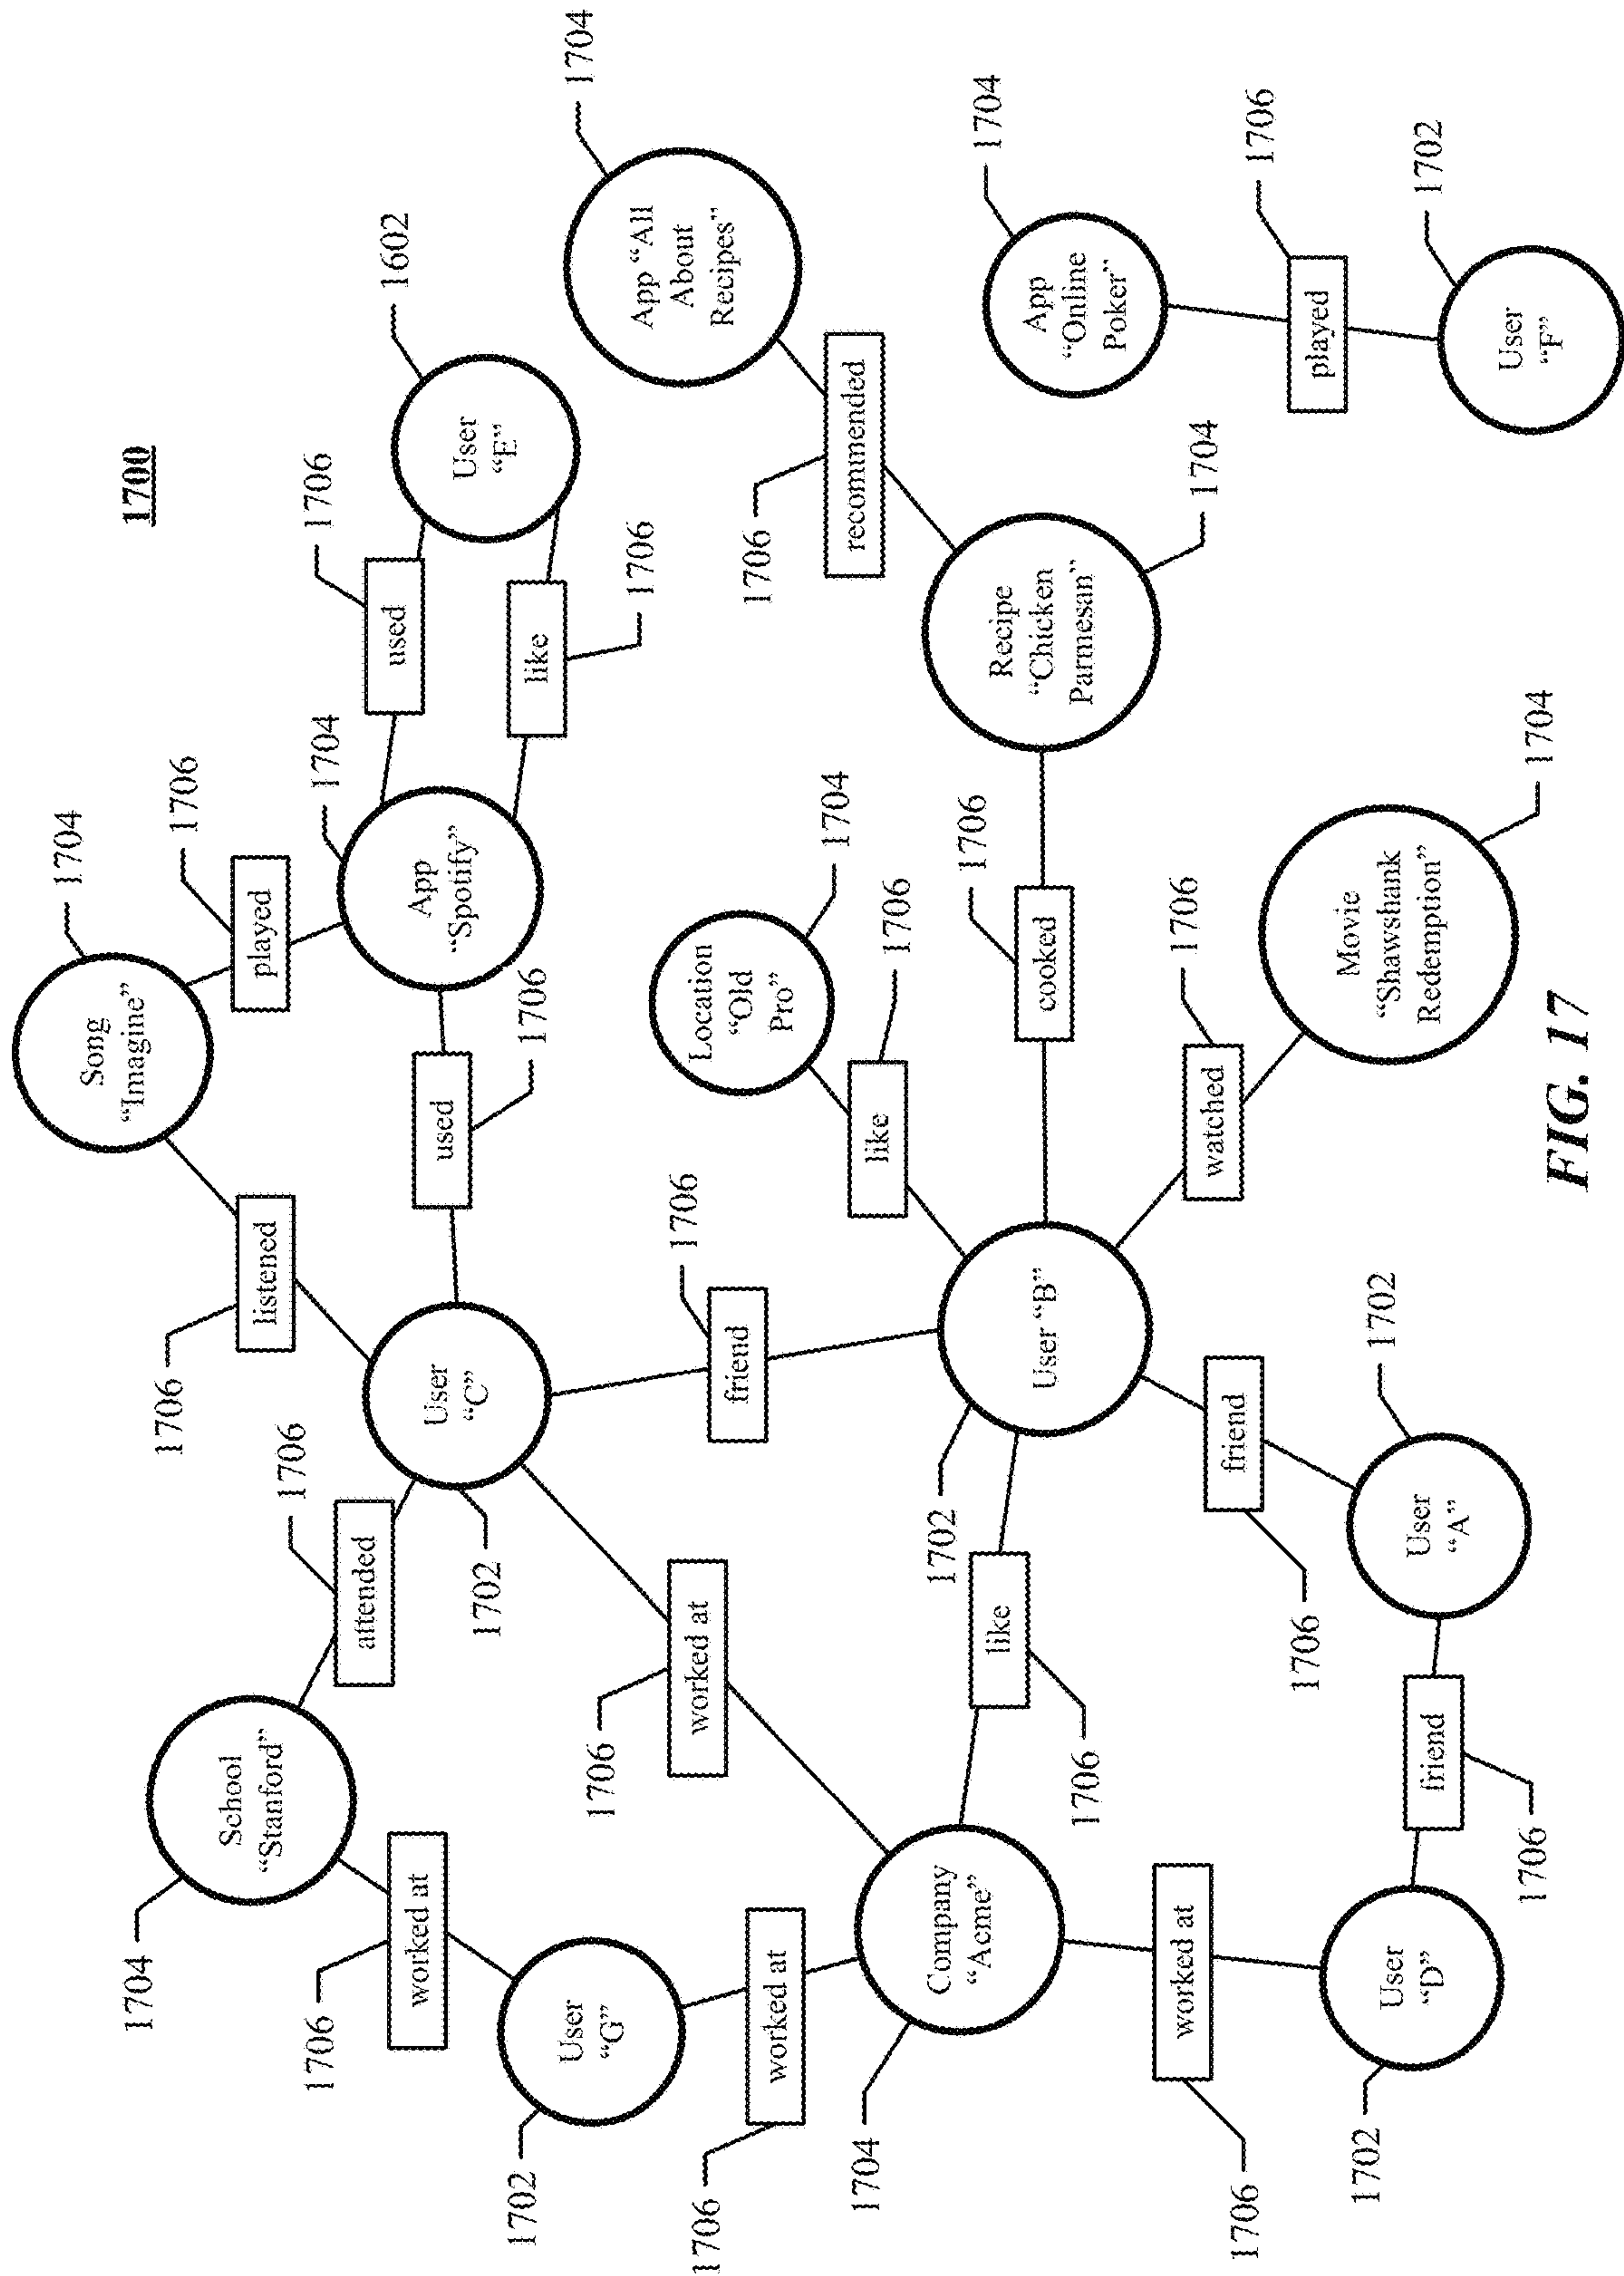 1704
Song
"Imagine"
1704
1700
1706
1706
School
"Stanford"
listened
played
1706
1706
1704
1706
attended
used
1602
worked at
App
"Spotify"
User
"C"
used
User
"E"
1702
1702
1706
like
User
"G"
1704
1706
1706
App "All
About
Recipes"
1706
worked at
Location
"Old
Pro"
1706
friend
1706
worked at
1704
recommended
1704
like
1706
Company
"Acme"
1702
1706
1704
like
Recipe
"Chicken
Parmesan"
User "B"
cooked
App
"Online
Poker"
1706
worked at
1706
1704
watched
friend
1706
1706
1706
played
Movie
"Shawshank
Redemption"
1702
1702
User
"D"
User
"A"
1702
friend
User
"F"
1706
1704
FIG. 17